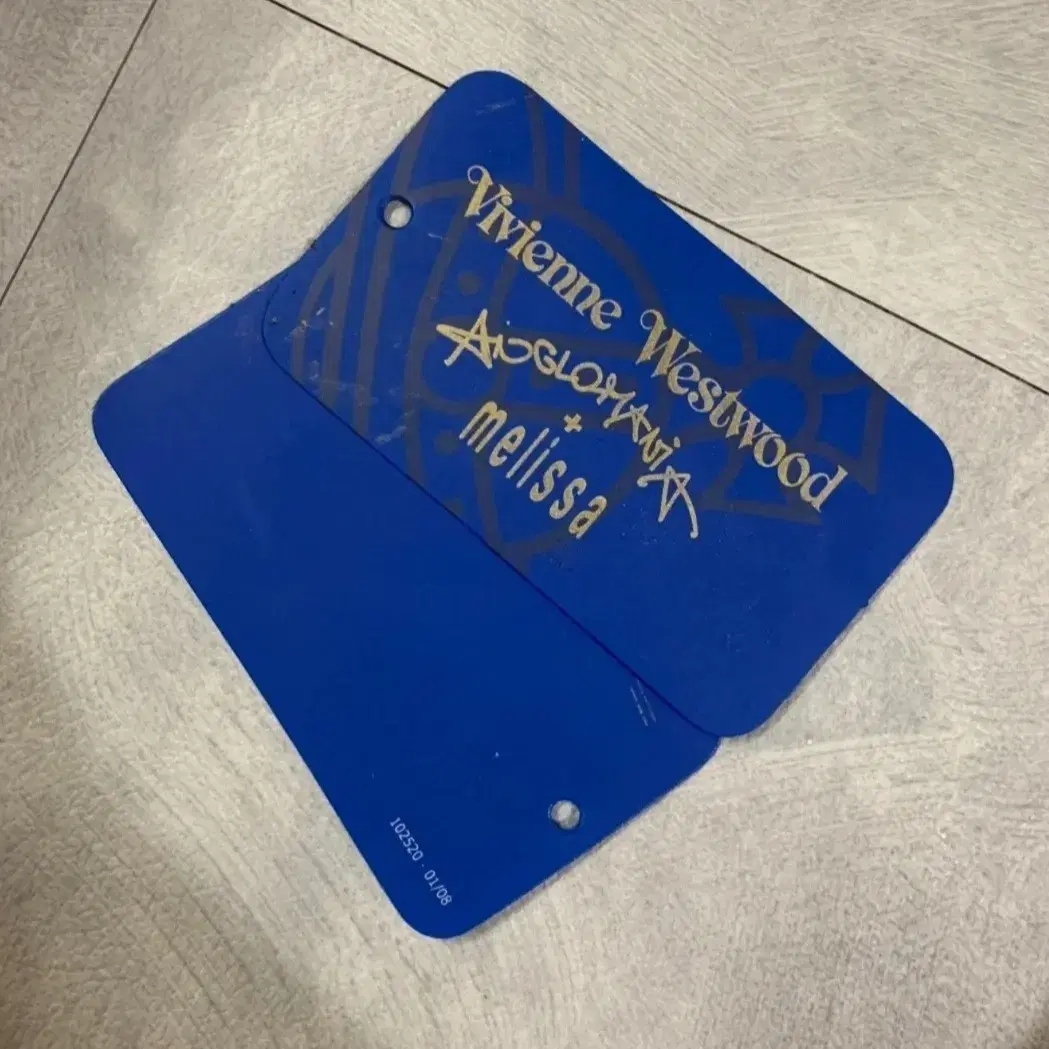 Vivienne Westwood
ANGLOMANIA
+
melissa
102520 - 01/08